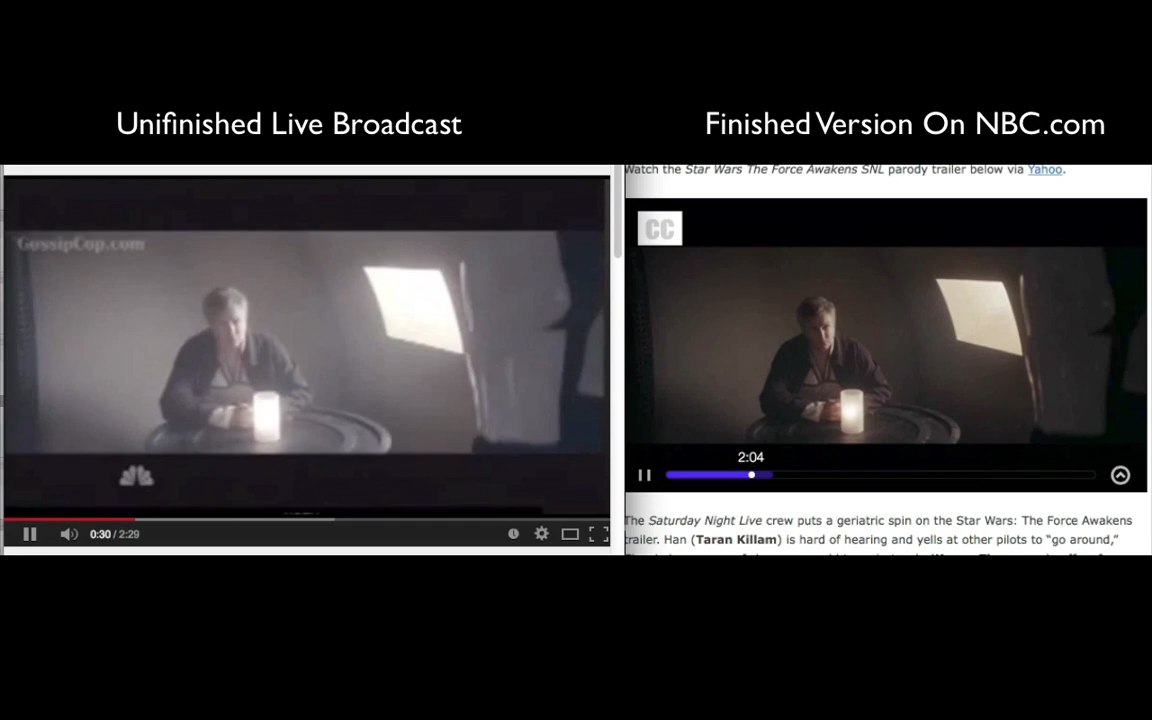 Unifinished Live Broadcast
Finished Version On NBC.com
Watch the Star Wars The Force Awakens SNL parody trailer below via Yahoo.
GossipCop.com
CC
2:04
0:30 / 2:29
The Saturday Night Live crew puts a geriatric spin on the Star Wars: The Force Awakens
trailer. Han (Taran Killam) is hard of hearing and yells at other pilots to “go around,”